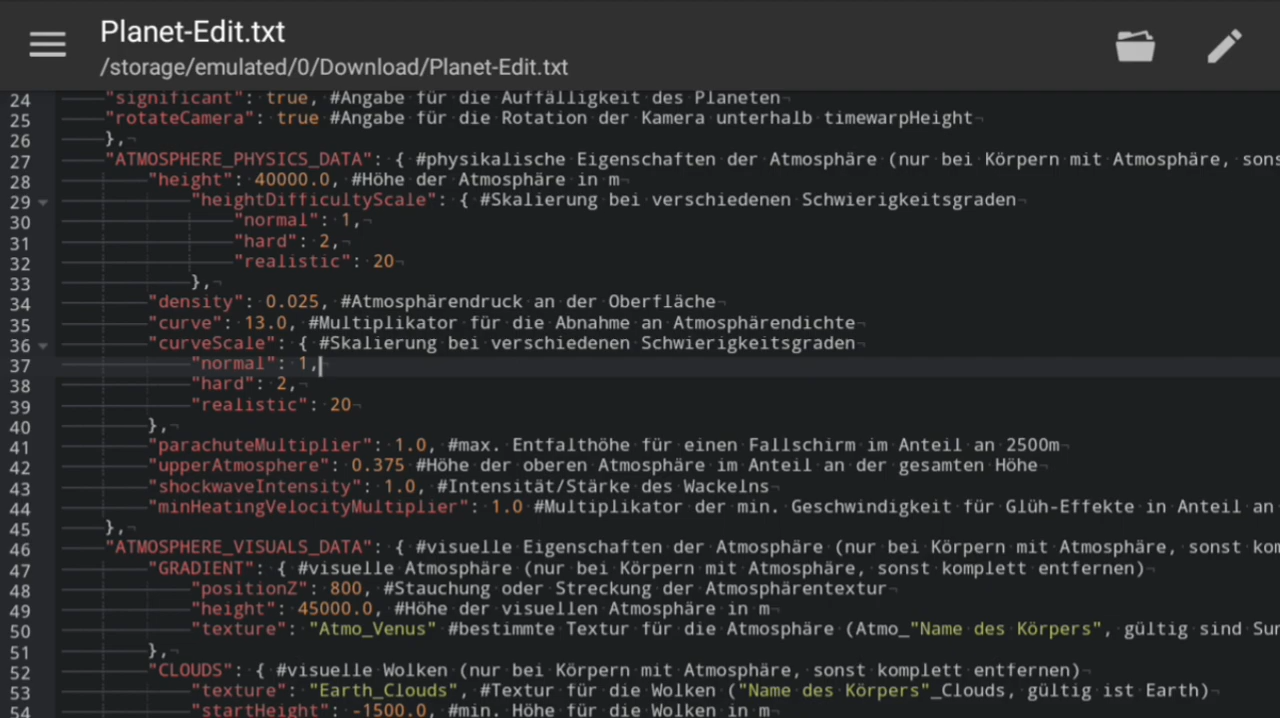 Planet-Edit.txt
/storage/emulated/0/Download/Planet-Edit.txt
24 "significant": true, #Angabe für die Auffälligkeit des Planeten
25 "rotateCamera": true #Angabe für die Rotation der Kamera unterhalb timewarpHeight
26 },
27 "ATMOSPHERE_PHYSICS_DATA": { #physikalische Eigenschaften der Atmosphäre (nur bei Körpern mit Atmosphäre, sons
28 "height": 40000.0, #Höhe der Atmosphäre in m
29 "heightDifficultyScale": { #Skalierung bei verschiedenen Schwierigkeitsgraden
30 "normal": 1,
31 "hard": 2,
32 "realistic": 20
33 },
34 "density": 0.025, #Atmosphärendruck an der Oberfläche
35 "curve": 13.0, #Multiplikator für die Abnahme an Atmosphärendichte
36 "curveScale": { #Skalierung bei verschiedenen Schwierigkeitsgraden
37 "normal": 1,
38 "hard": 2,
39 "realistic": 20
40 },
41 "parachuteMultiplier": 1.0, #max. Entfalthöhe für einen Fallschirm im Anteil an 2500m
42 "upperAtmosphere": 0.375 #Höhe der oberen Atmosphäre im Anteil an der gesamten Höhe
43 "shockwaveIntensity": 1.0, #Intensität/Stärke des Wackelns
44 "minHeatingVelocityMultiplier": 1.0 #Multiplikator der min. Geschwindigkeit für Glüh-Effekte in Anteil an
45 },
46 "ATMOSPHERE_VISUALS_DATA": { #visuelle Eigenschaften der Atmosphäre (nur bei Körpern mit Atmosphäre, sonst kom
47 "GRADIENT": { #visuelle Atmosphäre (nur bei Körpern mit Atmosphäre, sonst komplett entfernen)
48 "positionZ": 800, #Stauchung oder Streckung der Atmosphärentextur
49 "height": 45000.0, #Höhe der visuellen Atmosphäre in m
50 "texture": "Atmo_Venus" #bestimmte Textur für die Atmosphäre (Atmo_"Name des Körpers", gültig sind Sun
51 },
52 "CLOUDS": { #visuelle Wolken (nur bei Körpern mit Atmosphäre, sonst komplett entfernen)
53 "texture": "Earth_Clouds", #Textur für die Wolken ("Name des Körpers"_Clouds, gültig ist Earth)
54 "startHeight": -1500.0, #min. Höhe für die Wolken in m